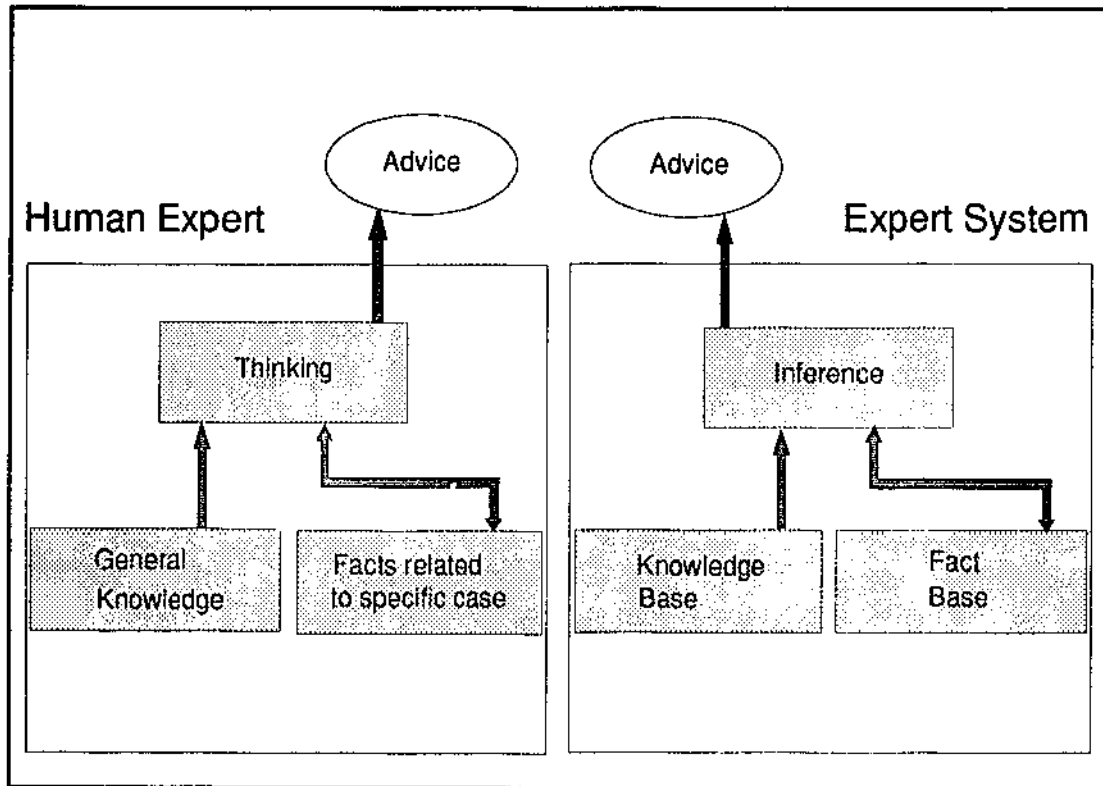 Advice
Advice
Human Expert
Expert System
Thinking
Inference
General
Knowledge
Facts related
to specific case
Knowledge
Base
Fact
Base